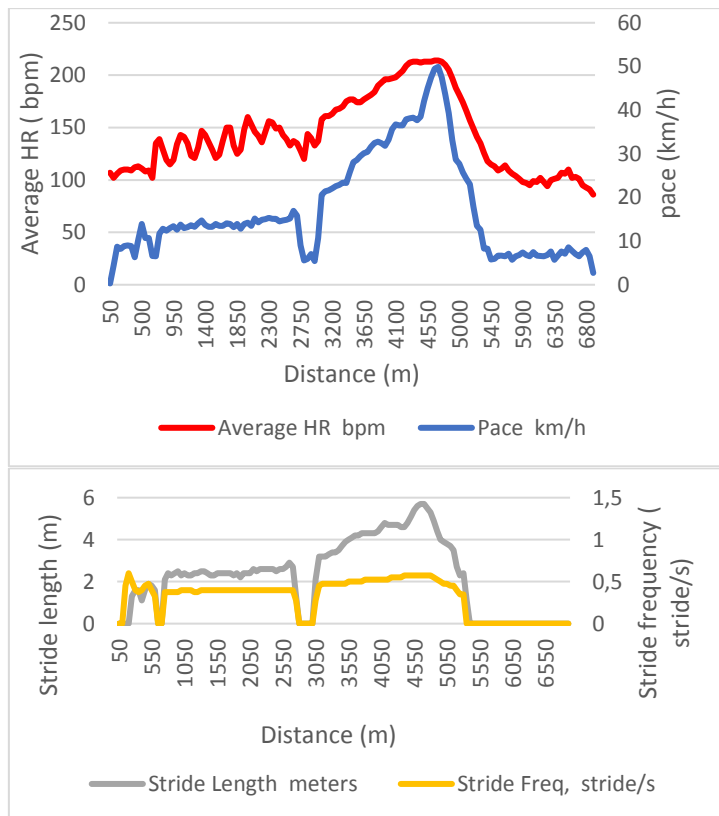 250 60
200 50
150 40
100 30
50 20
0 10
0
Average HR ( bpm)
pace (km/h)
50 500 950 1400 1850 2300 2750 3200 3650 4100 4550 5000 5450 5900 6350 6800
Distance (m)
Average HR bpm Pace km/h
6 1,5
4 1
2 0,5
0 0
Stride length (m)
Stride frequency (
stride/s)
50 550 1050 1550 2050 2550 3050 3550 4050 4550 5050 5550 6050 6550
Distance (m)
Stride Length meters Stride Freq, stride/s